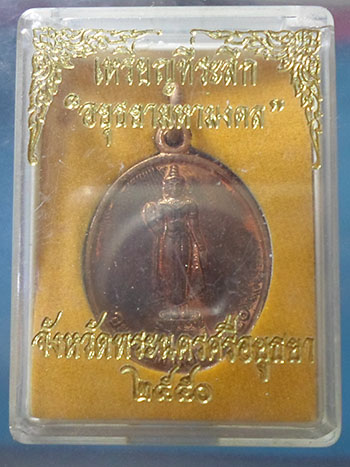 เหรียญที่ระลึก
"อยุธยามหามงคล"
จังหวัดพระนครศรีอยุธยา
๒๕๕๐